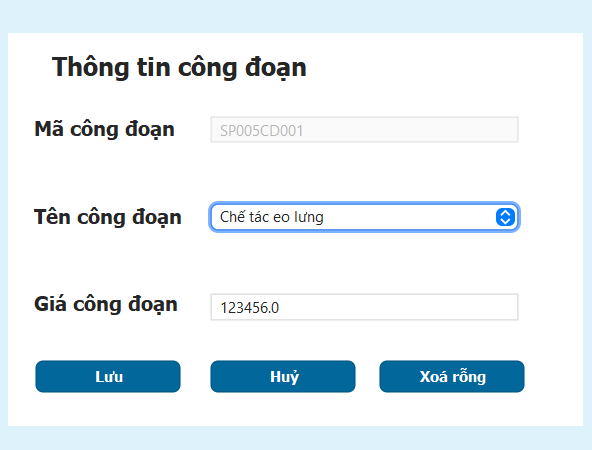 Thông tin công đoạn
Mã công đoạn SP005CD001
Tên công đoạn Chế tác eo lưng
Giá công đoạn 123456.0
Lưu Huỷ Xoá rỗng